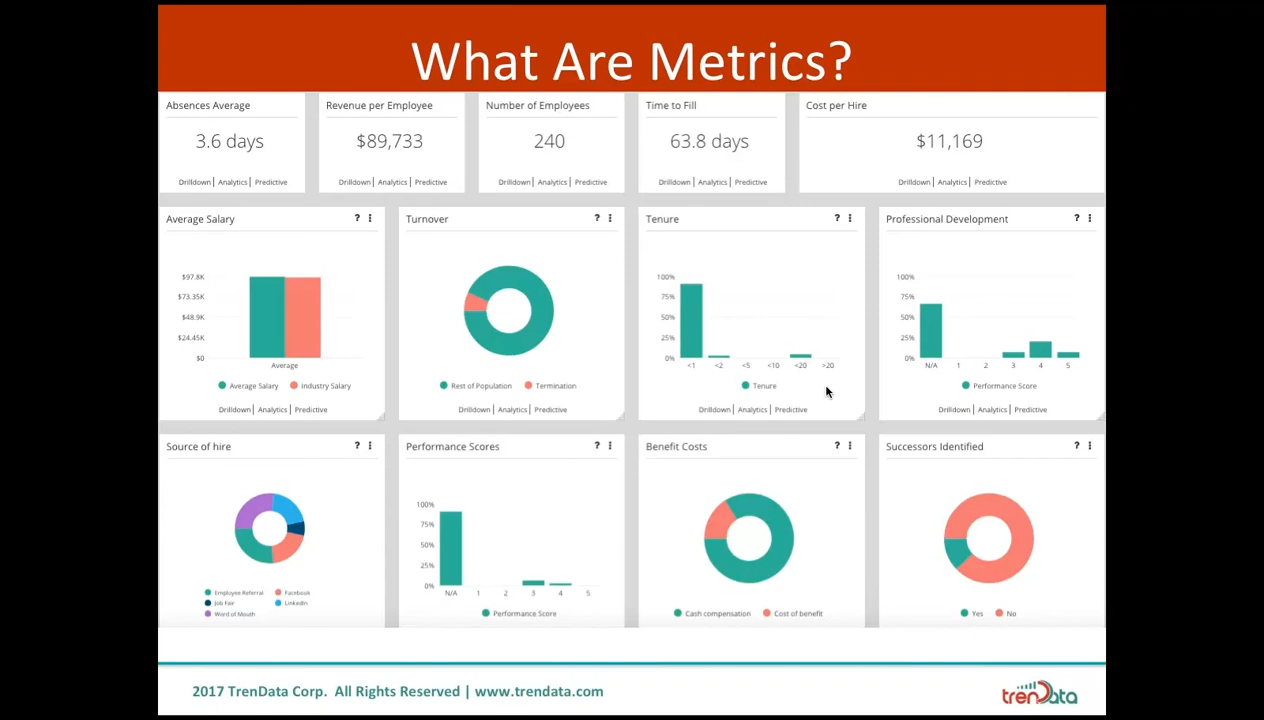 What Are Metrics?
Absences Average
3.6 days
Drilldown | Analytics | Predictive
Revenue per Employee
$89,733
Drilldown | Analytics | Predictive
Number of Employees
240
Drilldown | Analytics | Predictive
Time to Fill
63.8 days
Drilldown | Analytics | Predictive
Cost per Hire
$11,169
Drilldown | Analytics | Predictive
Average Salary ?
$97.8K
$73.35K
$48.9K
$24.45K
$0
Average
Average Salary Industry Salary
Drilldown | Analytics | Predictive
Turnover ?
Rest of Population Termination
Drilldown | Analytics | Predictive
Tenure ?
100%
75%
50%
25%
0%
<1 <2 <5 <10 <20 >20
Tenure
Drilldown | Analytics | Predictive
Professional Development ?
100%
75%
50%
25%
0%
N/A 1 2 3 4 5
Performance Score
Drilldown | Analytics | Predictive
Source of hire ?
Employee Referral Facebook
Job Fair LinkedIn
Word of Mouth
Performance Scores ?
100%
75%
50%
25%
0%
N/A 1 2 3 4 5
Performance Score
Benefit Costs ?
Cash compensation Cost of benefit
Successors Identified ?
Yes No
2017 TrenData Corp. All Rights Reserved | www.trendata.com
trenData